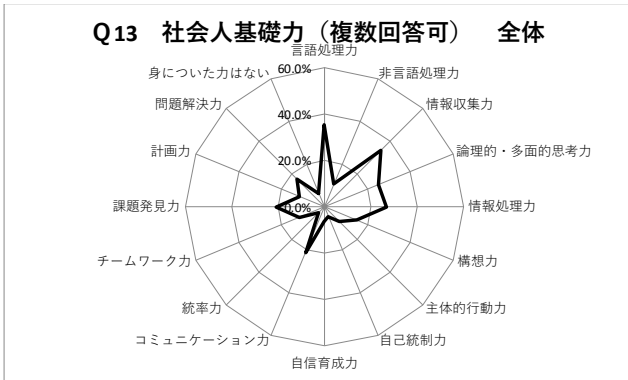 Q13 社会人基礎力（複数回答可） 全体
言語処理力
非言語処理力
情報収集力
論理的・多面的思考力
情報処理力
構想力
主体的行動力
自己統制力
自信育成力
コミュニケーション力
統率力
チームワーク力
課題発見力
計画力
問題解決力
身についた力はない
60.0%
40.0%
20.0%
0.0%